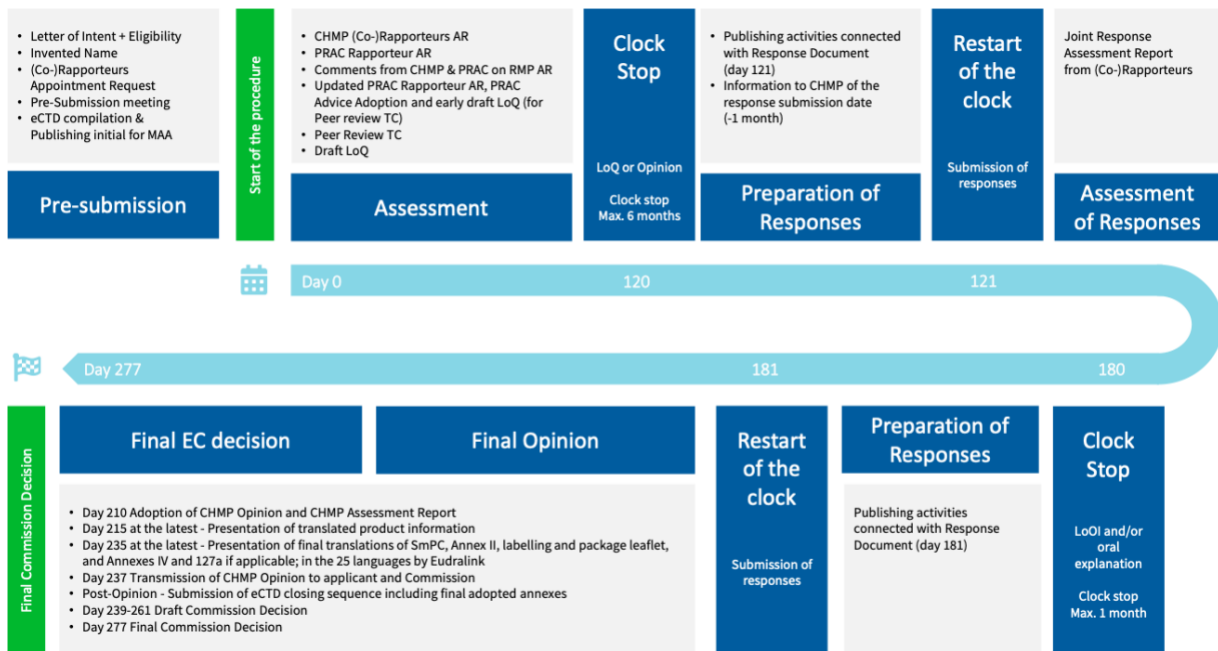 • Letter of Intent + Eligibility
• Invented Name
• (Co-)Rapporteurs
Appointment Request
• Pre-Submission meeting
• eCTD compilation &
Publishing initial for MAA
Pre-submission
Start of the procedure
• CHMP (Co-)Rapporteurs AR
• PRAC Rapporteur AR
• Comments from CHMP & PRAC on RMP AR
• Updated PRAC Rapporteur AR, PRAC
Advice Adoption and early draft LoQ (for
Peer review TC)
• Peer Review TC
• Draft LoQ
Assessment
Clock
Stop
LoQ or Opinion
Clock stop
Max. 6 months
• Publishing activities connected
with Response Document
(day 121)
• Information to CHMP of the
response submission date
(-1 month)
Preparation of
Responses
Restart
of the
clock
Submission of
responses
Joint Response
Assessment Report
from (Co-)Rapporteurs
Assessment
of Responses
Day 0
120
121
Day 277
181
180
Final Commission Decision
Final EC decision
Final Opinion
• Day 210 Adoption of CHMP Opinion and CHMP Assessment Report
• Day 215 at the latest - Presentation of translated product information
• Day 235 at the latest - Presentation of final translations of SmPC, Annex II, labelling and package leaflet,
and Annexes IV and 127a if applicable; in the 25 languages by Eudralink
• Day 237 Transmission of CHMP Opinion to applicant and Commission
• Post-Opinion - Submission of eCTD closing sequence including final adopted annexes
• Day 239-261 Draft Commission Decision
• Day 277 Final Commission Decision
Restart
of the
clock
Submission of
responses
Preparation of
Responses
Publishing activities
connected with Response
Document (day 181)
Clock
Stop
LoOI and/or
oral
explanation
Clock stop
Max. 1 month